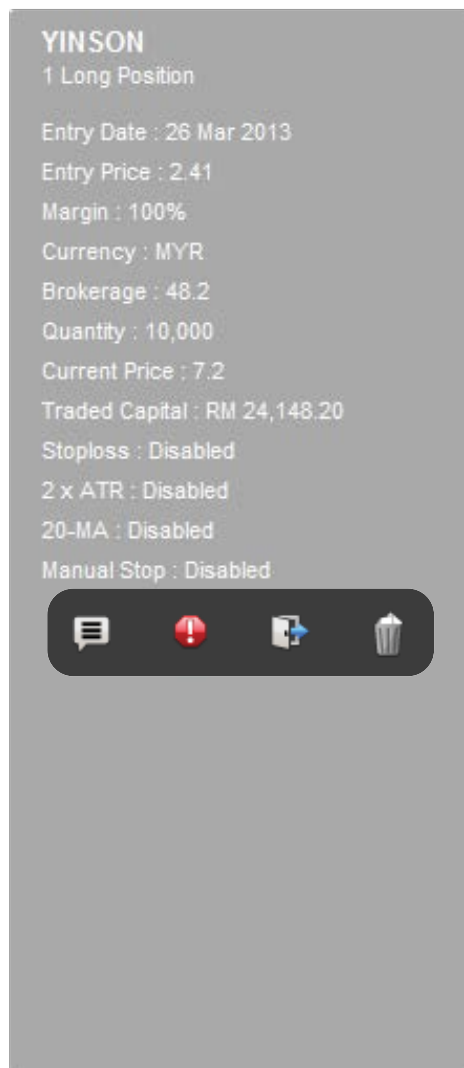 YINSON
1 Long Position
Entry Date : 26 Mar 2013
Entry Price : 2.41
Margin : 100%
Currency : MYR
Brokerage : 48.2
Quantity : 10,000
Current Price : 7.2
Traded Capital : RM 24,148.20
Stoploss : Disabled
2 x ATR : Disabled
20-MA : Disabled
Manual Stop : Disabled